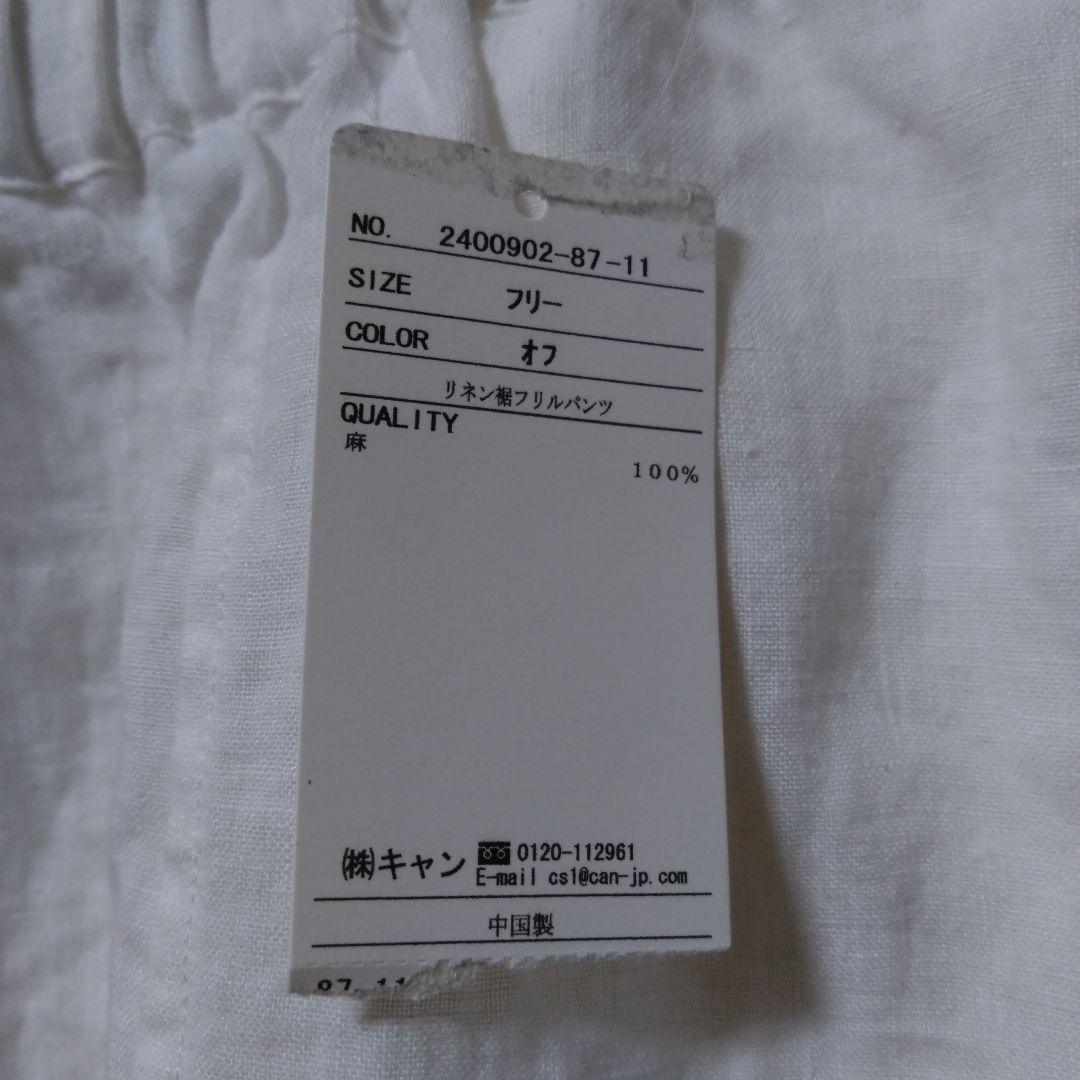 NO. 2400902-87-11
SIZE フリー
COLOR オフ
リネン裾フリルパンツ
QUALITY
麻
100%
㈱キャン 0120-112961
E-mail cs1@can-jp.com
中国製
87-11